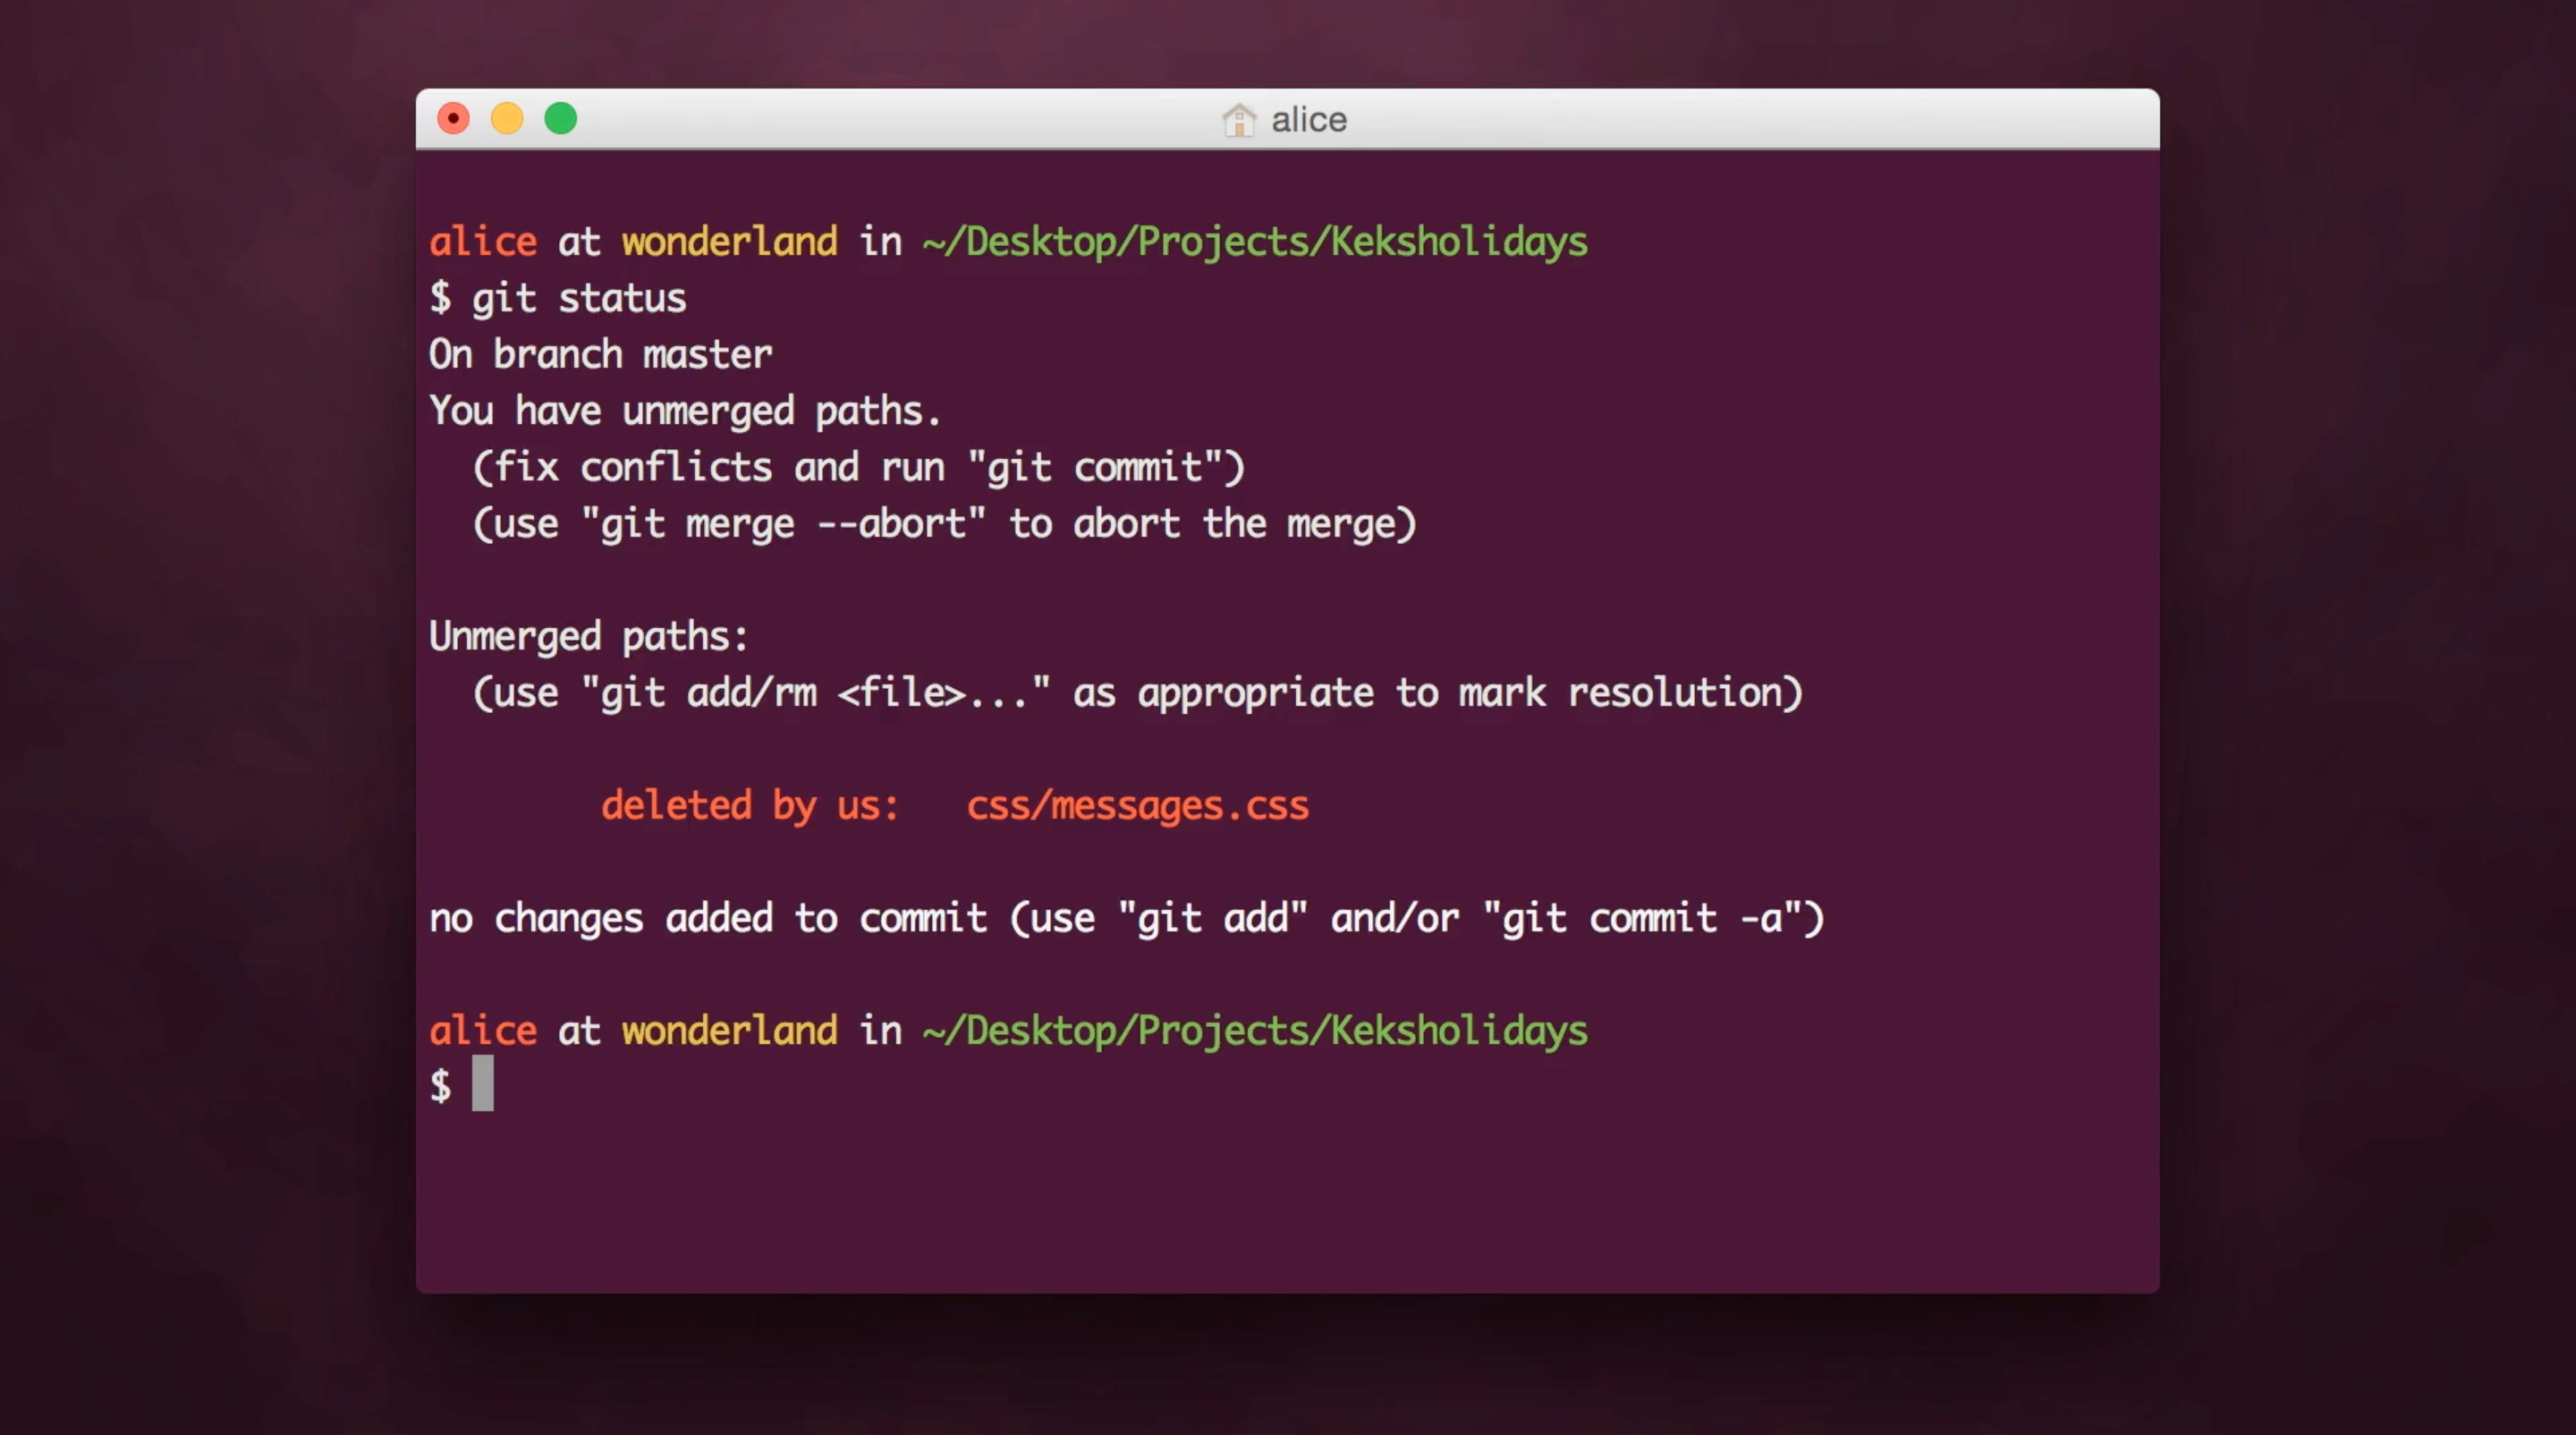 alice
alice at wonderland in ~/Desktop/Projects/Keksholidays
$ git status
On branch master
You have unmerged paths.
  (fix conflicts and run "git commit")
  (use "git merge --abort" to abort the merge)

Unmerged paths:
  (use "git add/rm <file>..." as appropriate to mark resolution)

        deleted by us:   css/messages.css

no changes added to commit (use "git add" and/or "git commit -a")

alice at wonderland in ~/Desktop/Projects/Keksholidays
$